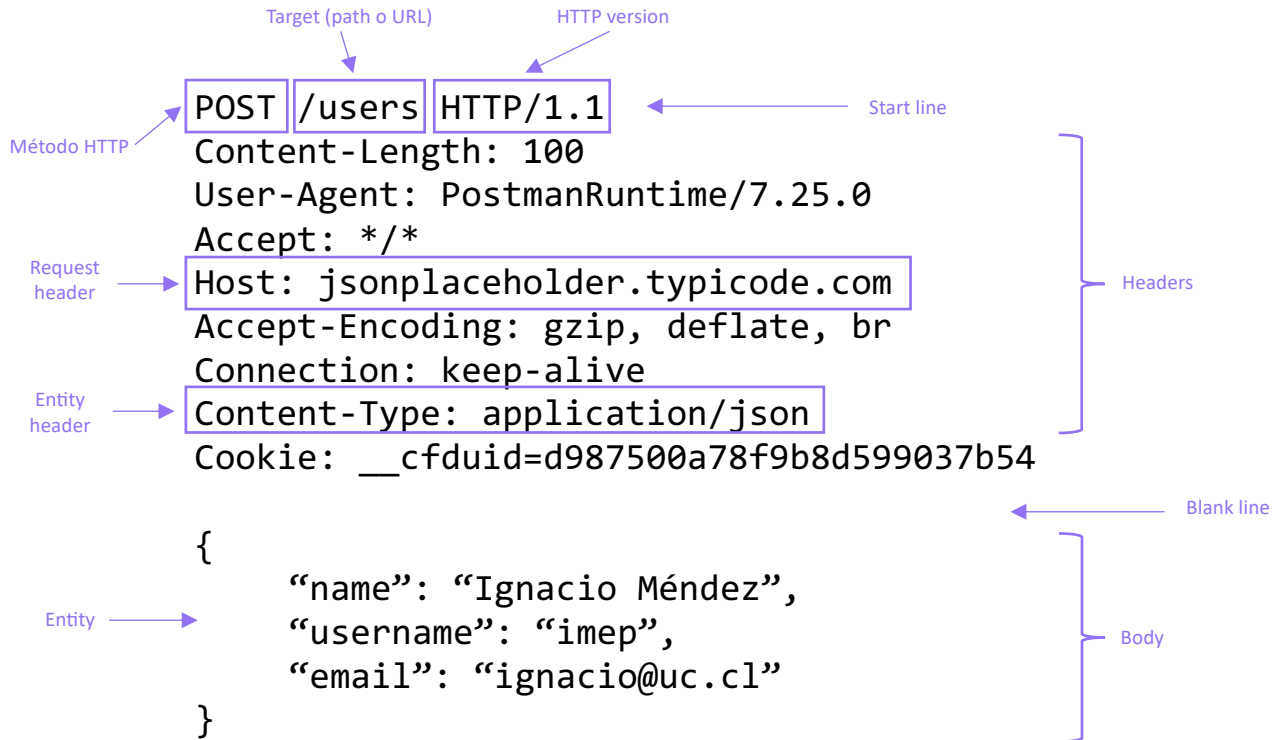 Target (path o URL)
HTTP version
POST /users HTTP/1.1
Start line
Método HTTP
Content-Length: 100
User-Agent: PostmanRuntime/7.25.0
Accept: */*
Request
header
Host: jsonplaceholder.typicode.com
Headers
Accept-Encoding: gzip, deflate, br
Connection: keep-alive
Entity
header
Content-Type: application/json
Cookie: __cfduid=d987500a78f9b8d599037b54
Blank line
{
“name”: “Ignacio Méndez”,
Entity
“username”: “imep”,
Body
“email”: “ignacio@uc.cl”
}